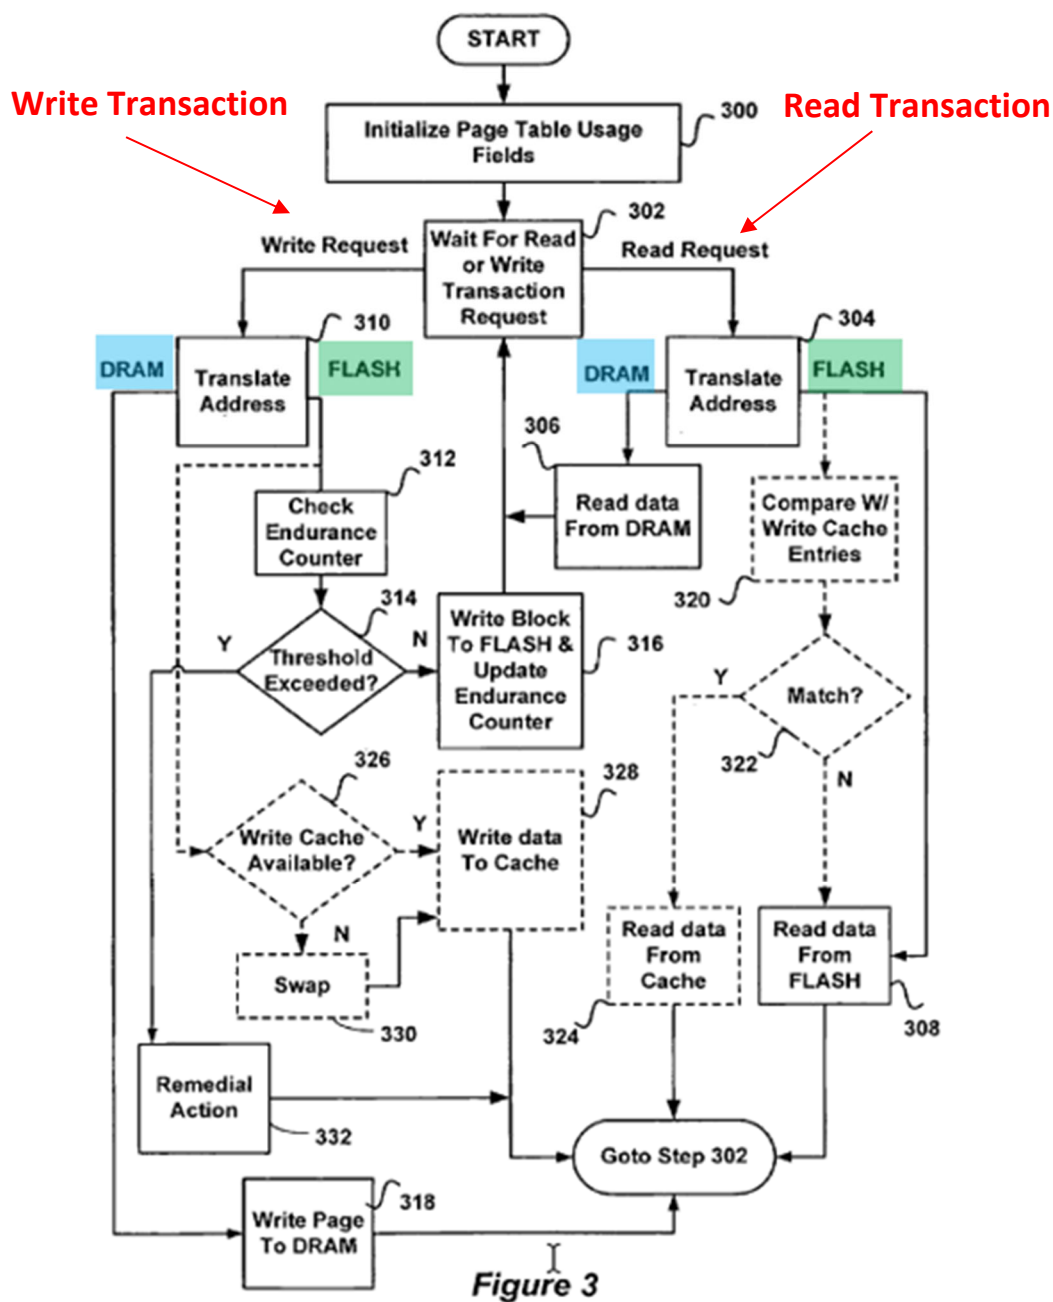 START
Write Transaction
Read Transaction
300
Initialize Page Table Usage
Fields
302
Write Request
Wait For Read
or Write
Transaction
Request
Read Request
310
304
DRAM
FLASH
Translate
Address
DRAM
FLASH
Translate
Address
306
312
Check
Endurance
Counter
Read data
From DRAM
Compare W/
Write Cache
Entries
320
314
Y
N
Threshold
Exceeded?
Write Block
To FLASH &
Update
Endurance
Counter
316
Y
Match?
322
N
326
328
Write Cache
Available?
Y
Write data
To Cache
N
Swap
330
Read data
From
Cache
324
Read data
From
FLASH
308
Remedial
Action
332
Goto Step 302
318
Write Page
To DRAM
Figure 3